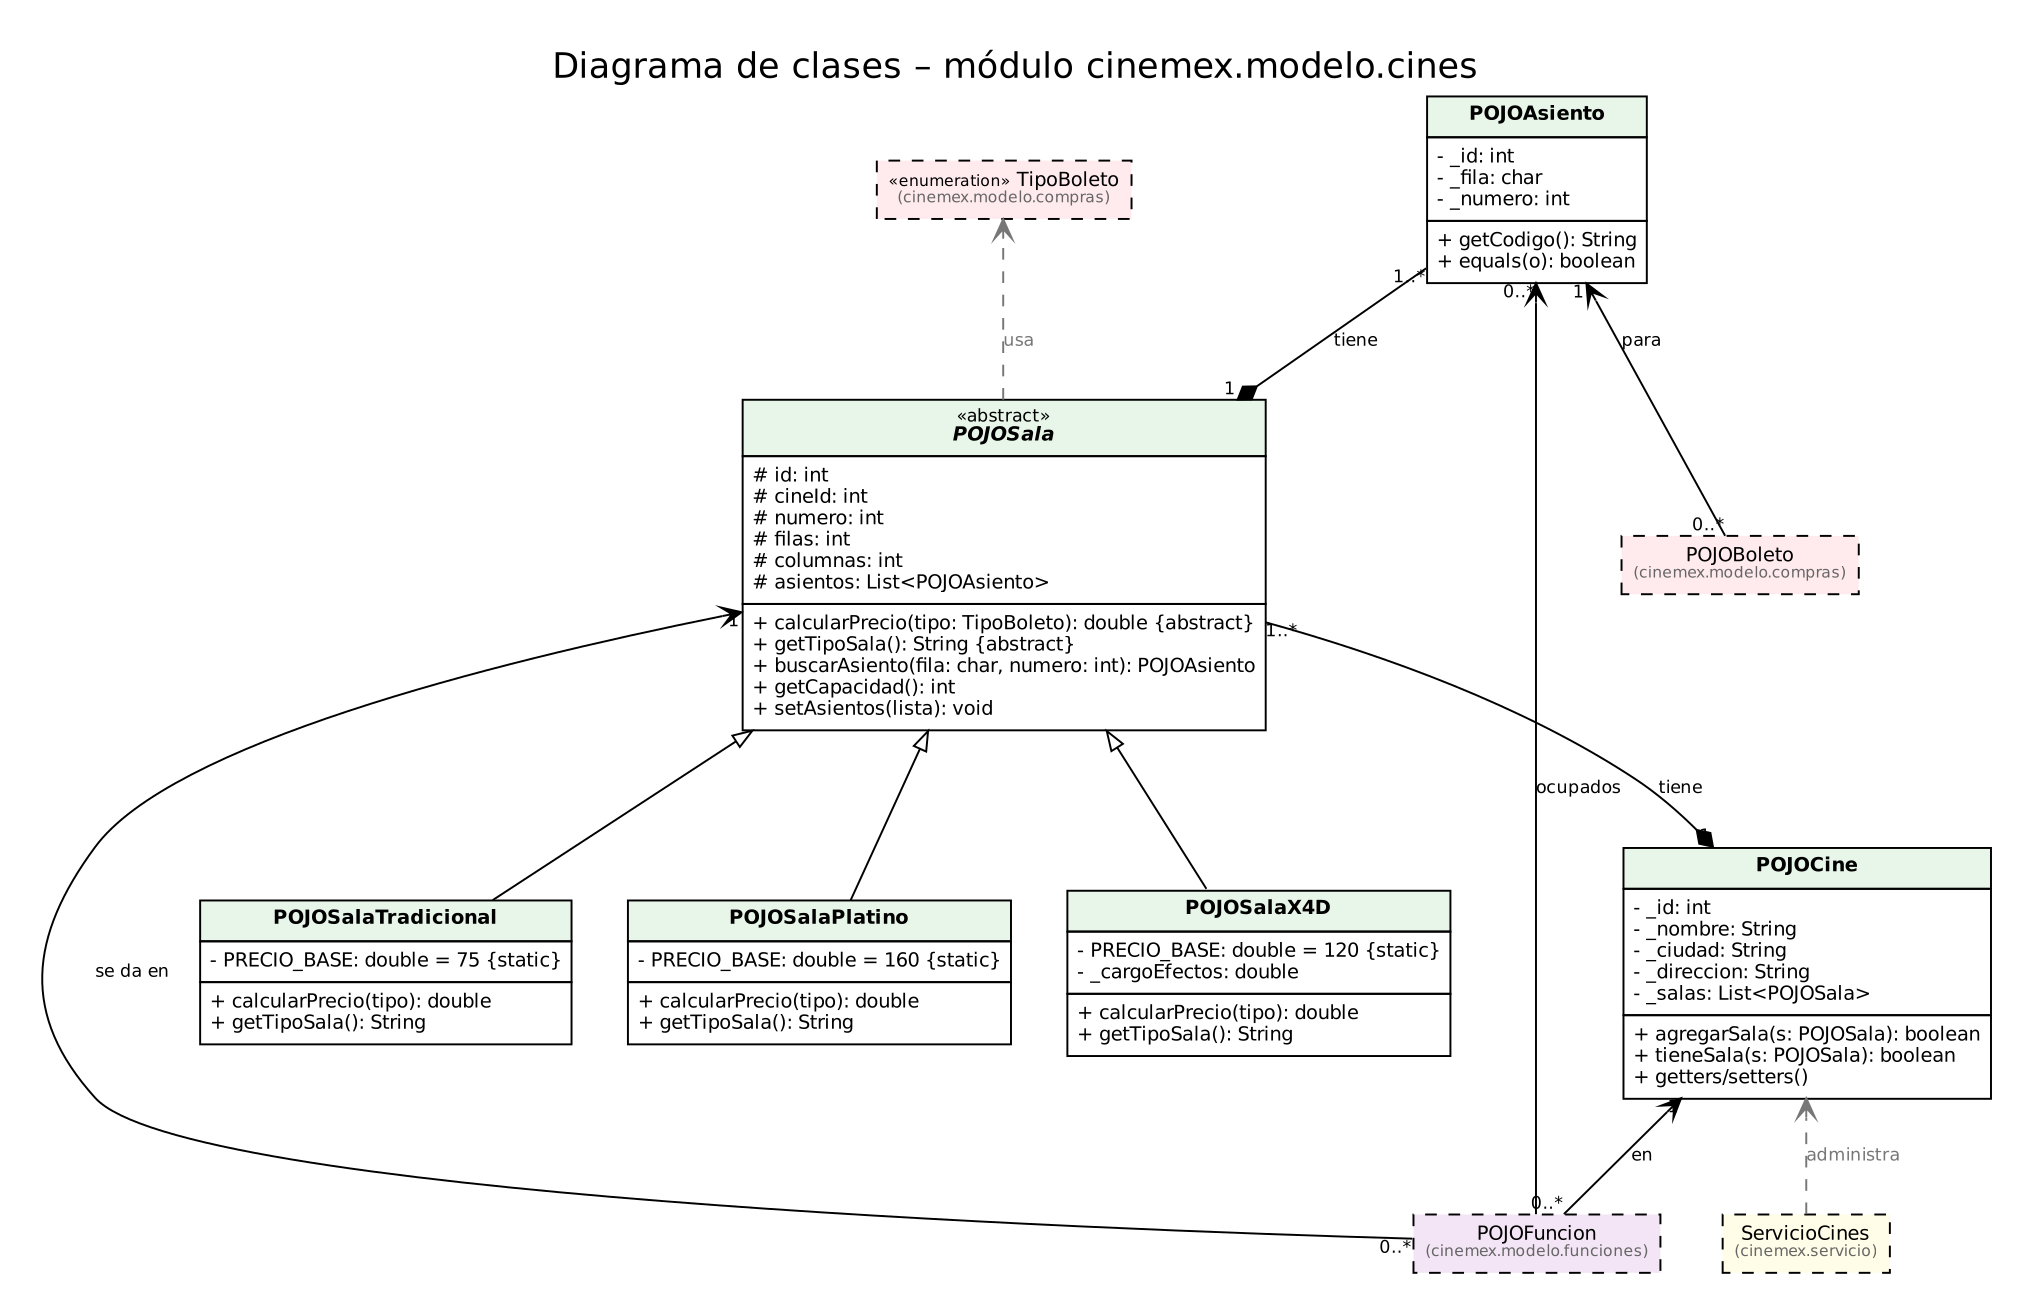 Diagrama de clases – módulo cinemex.modelo.cines
POJOAsiento
- _id: int
- _fila: char
- _numero: int
+ getCodigo(): String
+ equals(o): boolean
«enumeration» TipoBoleto
(cinemex.modelo.compras)
1..*
0..*
1
usa
tiene
para
1
«abstract»
POJOSala
# id: int
# cineId: int
# numero: int
# filas: int
# columnas: int
# asientos: List<POJOAsiento>
+ calcularPrecio(tipo: TipoBoleto): double {abstract}
+ getTipoSala(): String {abstract}
+ buscarAsiento(fila: char, numero: int): POJOAsiento
+ getCapacidad(): int
+ setAsientos(lista): void
0..*
POJOBoleto
(cinemex.modelo.compras)
1
1..*
ocupados
tiene
se da en
POJOSalaTradicional
- PRECIO_BASE: double = 75 {static}
+ calcularPrecio(tipo): double
+ getTipoSala(): String
POJOSalaPlatino
- PRECIO_BASE: double = 160 {static}
+ calcularPrecio(tipo): double
+ getTipoSala(): String
POJOSalaX4D
- PRECIO_BASE: double = 120 {static}
- _cargoEfectos: double
+ calcularPrecio(tipo): double
+ getTipoSala(): String
POJOCine
- _id: int
- _nombre: String
- _ciudad: String
- _direccion: String
- _salas: List<POJOSala>
+ agregarSala(s: POJOSala): boolean
+ tieneSala(s: POJOSala): boolean
+ getters/setters()
en
administra
0..*
0..*
POJOFuncion
(cinemex.modelo.funciones)
ServicioCines
(cinemex.servicio)